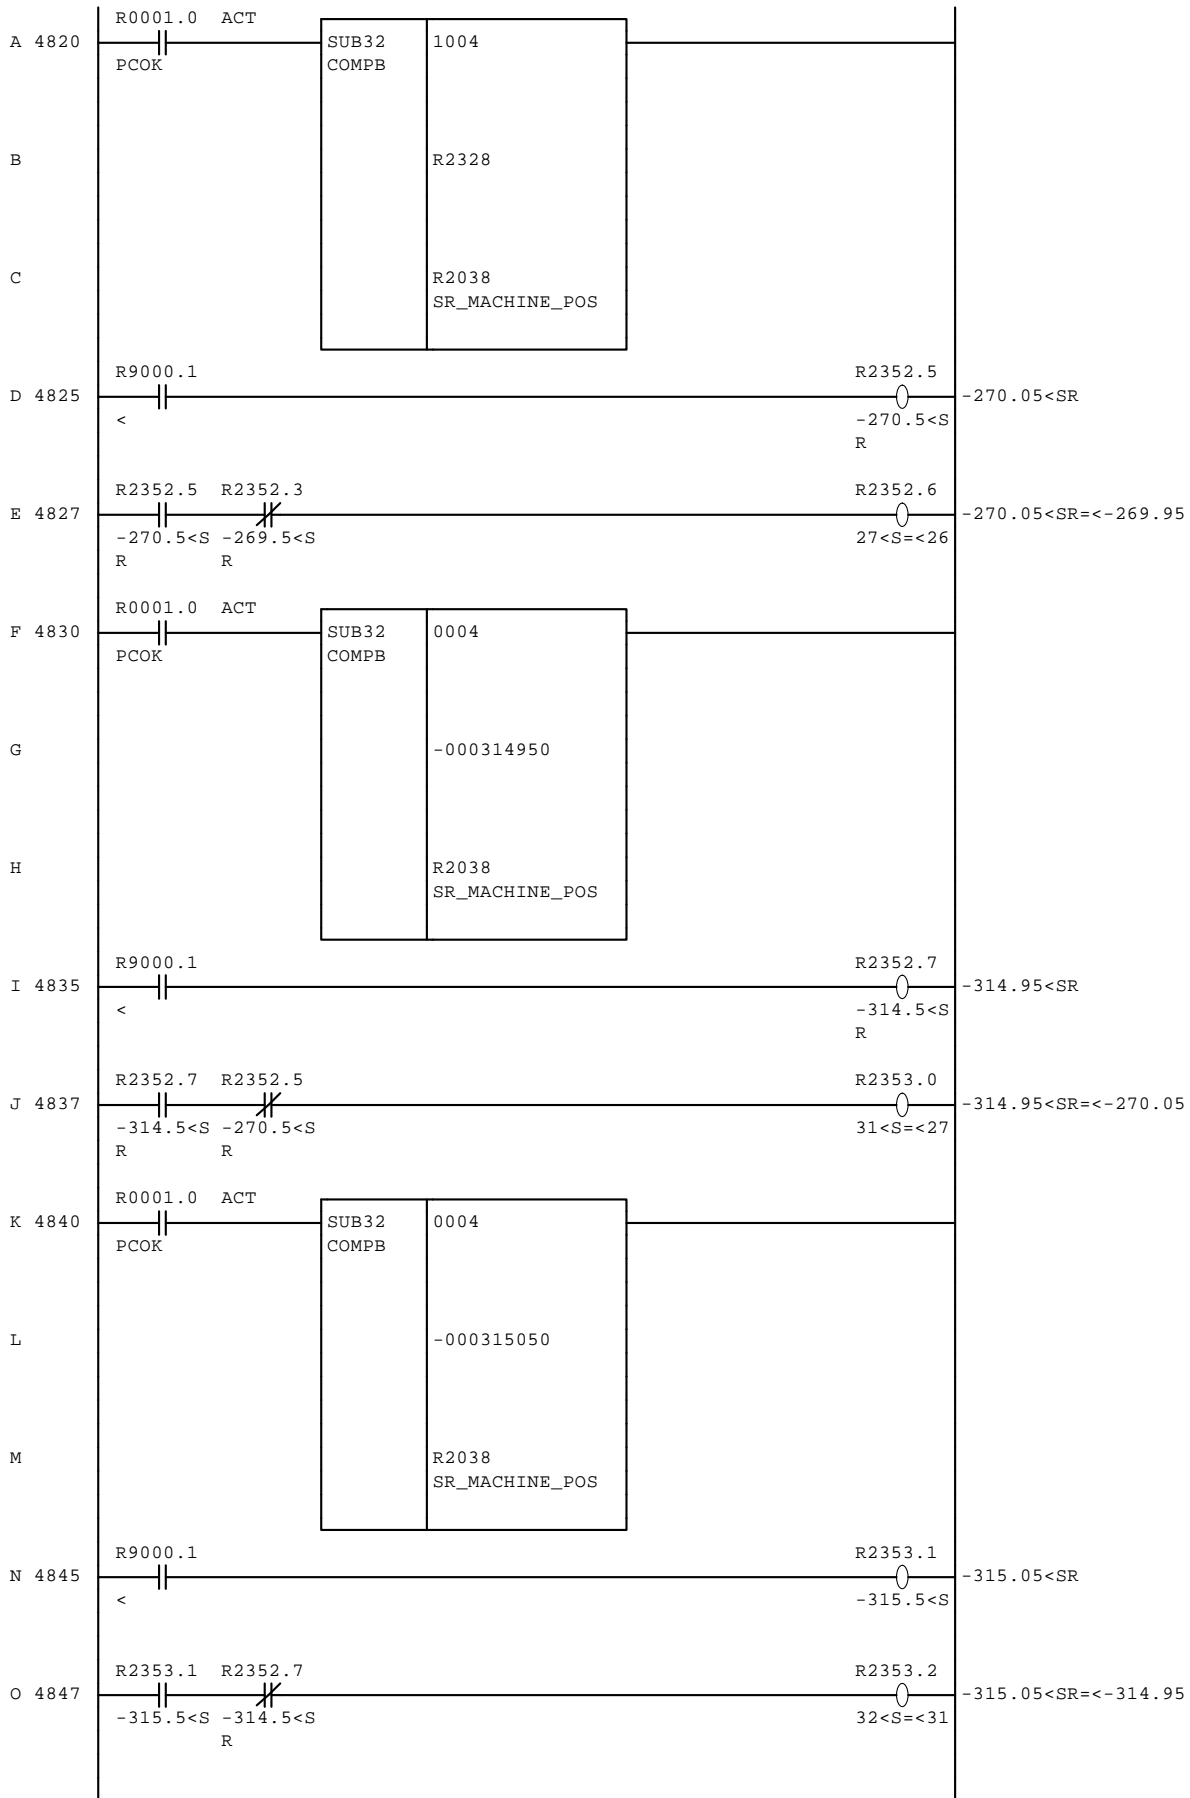 R0001.0 ACT
A 4820 SUB32 1004
PCOK COMPB
B R2328
C R2038
SR_MACHINE_POS
R9000.1 R2352.5
D 4825 -270.05<SR
< -270.5<S
R
R2352.5 R2352.3 R2352.6
E 4827 -270.05<SR=<-269.95
-270.5<S -269.5<S 27<S=<26
R R
R0001.0 ACT
F 4830 SUB32 0004
PCOK COMPB
G -000314950
H R2038
SR_MACHINE_POS
R9000.1 R2352.7
I 4835 -314.95<SR
< -314.5<S
R
R2352.7 R2352.5 R2353.0
J 4837 -314.95<SR=<-270.05
-314.5<S -270.5<S 31<S=<27
R R
R0001.0 ACT
K 4840 SUB32 0004
PCOK COMPB
L -000315050
M R2038
SR_MACHINE_POS
R9000.1 R2353.1
N 4845 -315.05<SR
< -315.5<S
R2353.1 R2352.7 R2353.2
O 4847 -315.05<SR=<-314.95
-315.5<S -314.5<S 32<S=<31
R